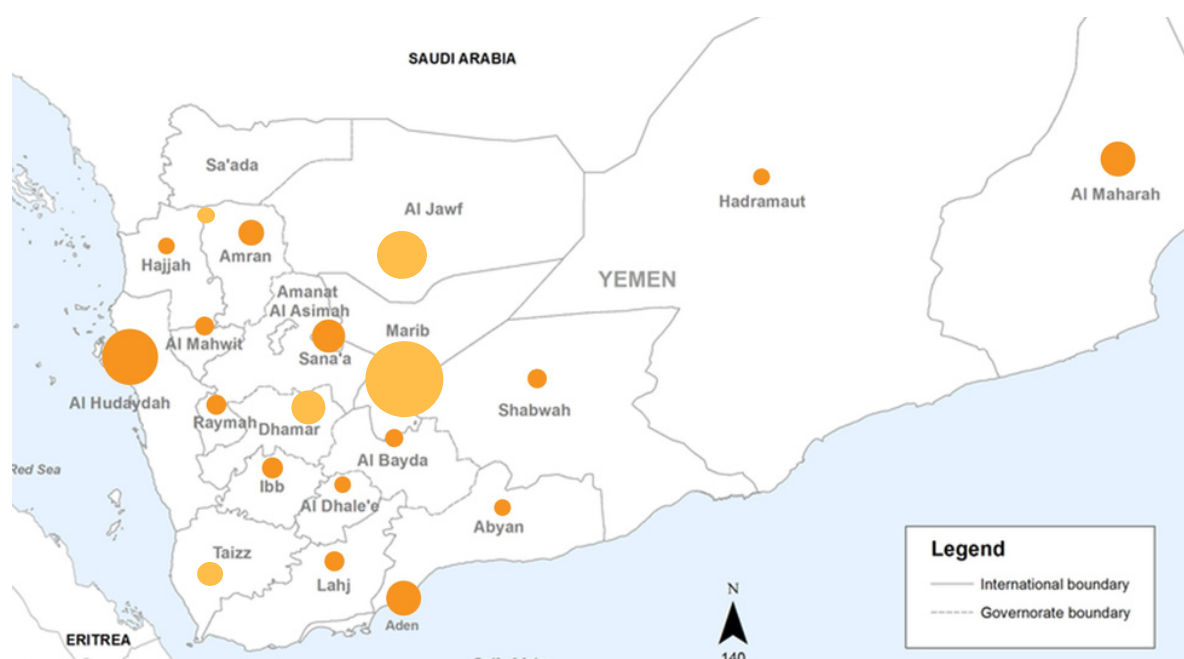 SAUDI ARABIA
Sa'ada
Al Jawf
Hadramaut
Al Maharah
Hajjah
Amran
YEMEN
Amanat
Al Asimah
Marib
Al Mahwit
Sana'a
Al Hudaydah
Raymah
Dhamar
Shabwah
Al Bayda
Red Sea
Ibb
Al Dhale'e
Abyan
Taizz
Lahj
Aden
ERITREA
Legend
International boundary
Governorate boundary
N
140